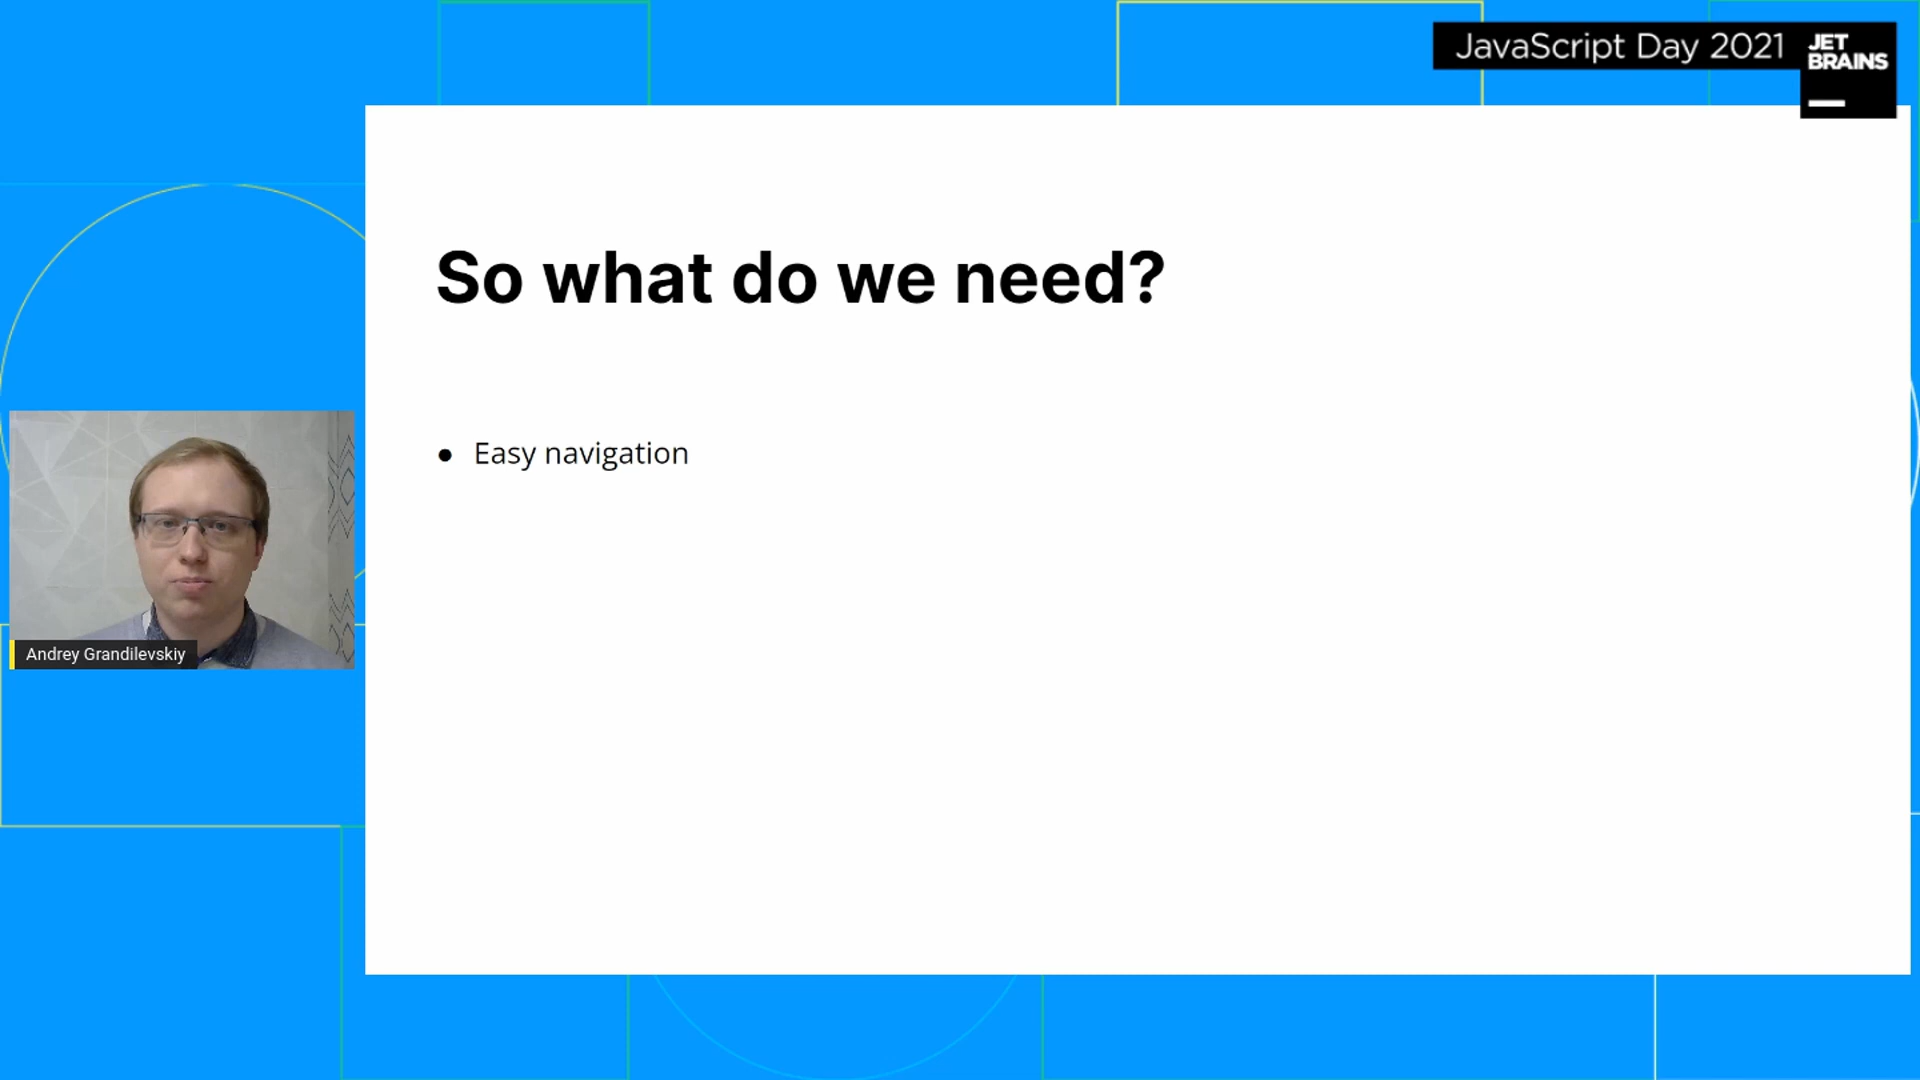 JavaScript Day 2021
JET
BRAINS
So what do we need?
● Easy navigation
Andrey Grandilevskiy